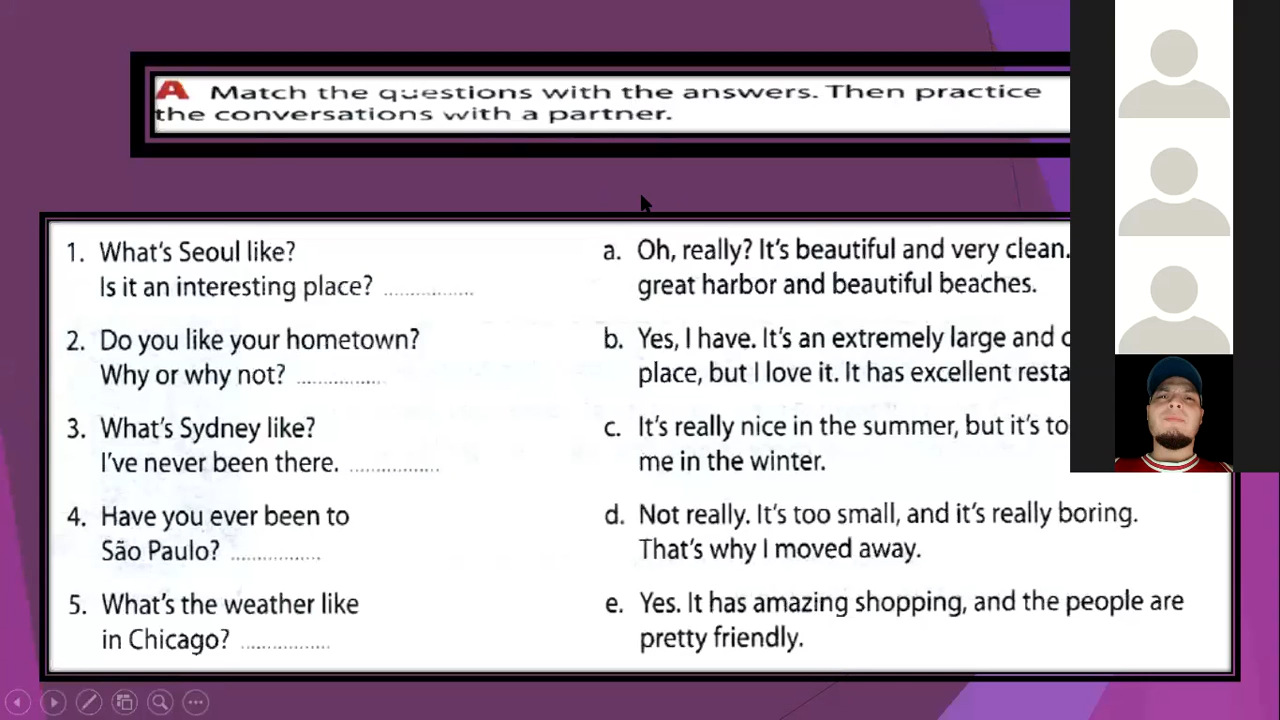 A Match the questions with the answers. Then practice
the conversations with a partner.
1. What's Seoul like?
Is it an interesting place? ..................
2. Do you like your hometown?
Why or why not? .................
3. What's Sydney like?
I've never been there. ..................
4. Have you ever been to
São Paulo? ..................
5. What's the weather like
in Chicago? ..................
a. Oh, really? It's beautiful and very clean.
great harbor and beautiful beaches.
b. Yes, I have. It's an extremely large and
place, but I love it. It has excellent
c. It's really nice in the summer, but it's
me in the winter.
d. Not really. It's too small, and it's really boring.
That's why I moved away.
e. Yes. It has amazing shopping, and the people are
pretty friendly.